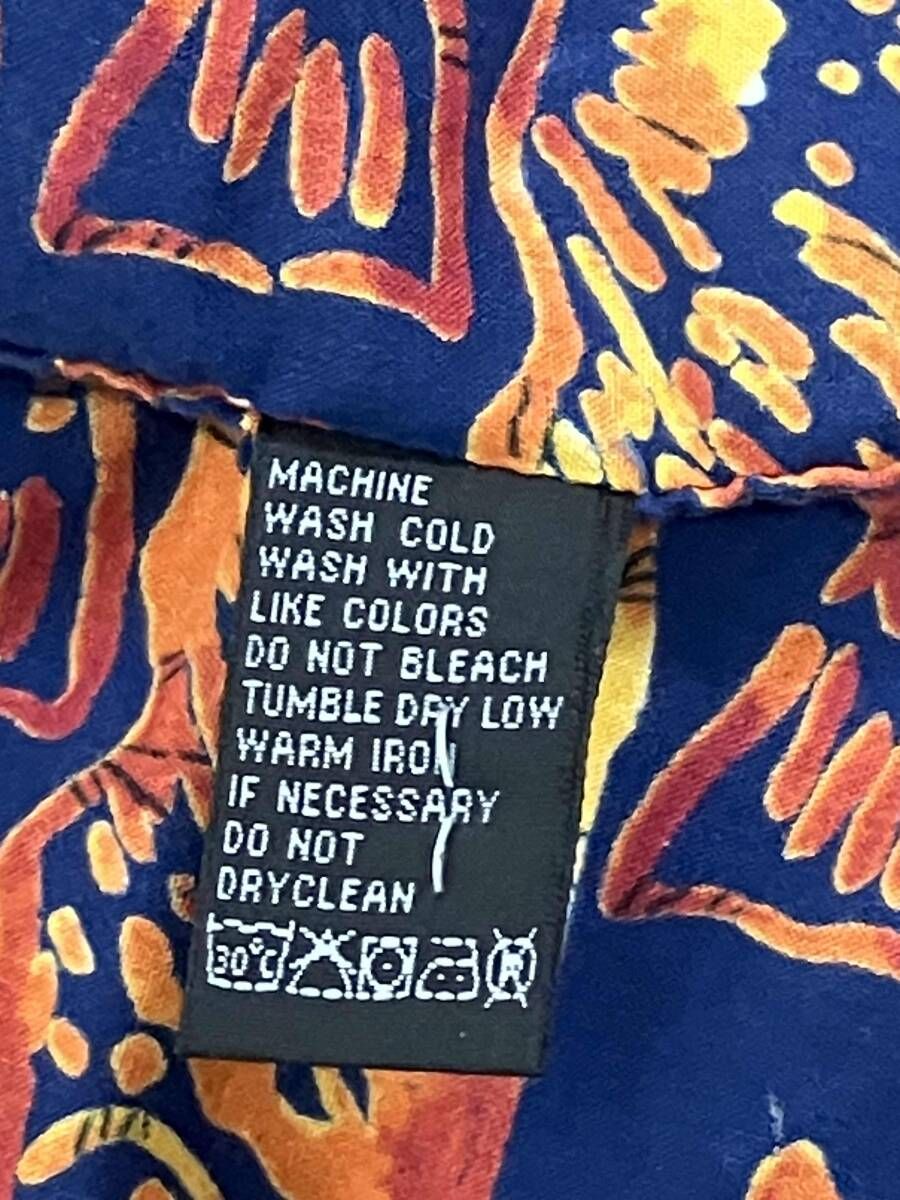 MACHINE
WASH COLD
WASH WITH
LIKE COLORS
DO NOT BLEACH
TUMBLE DRY LOW
WARM IRON
IF NECESSARY
DO NOT
DRYCLEAN
30°C